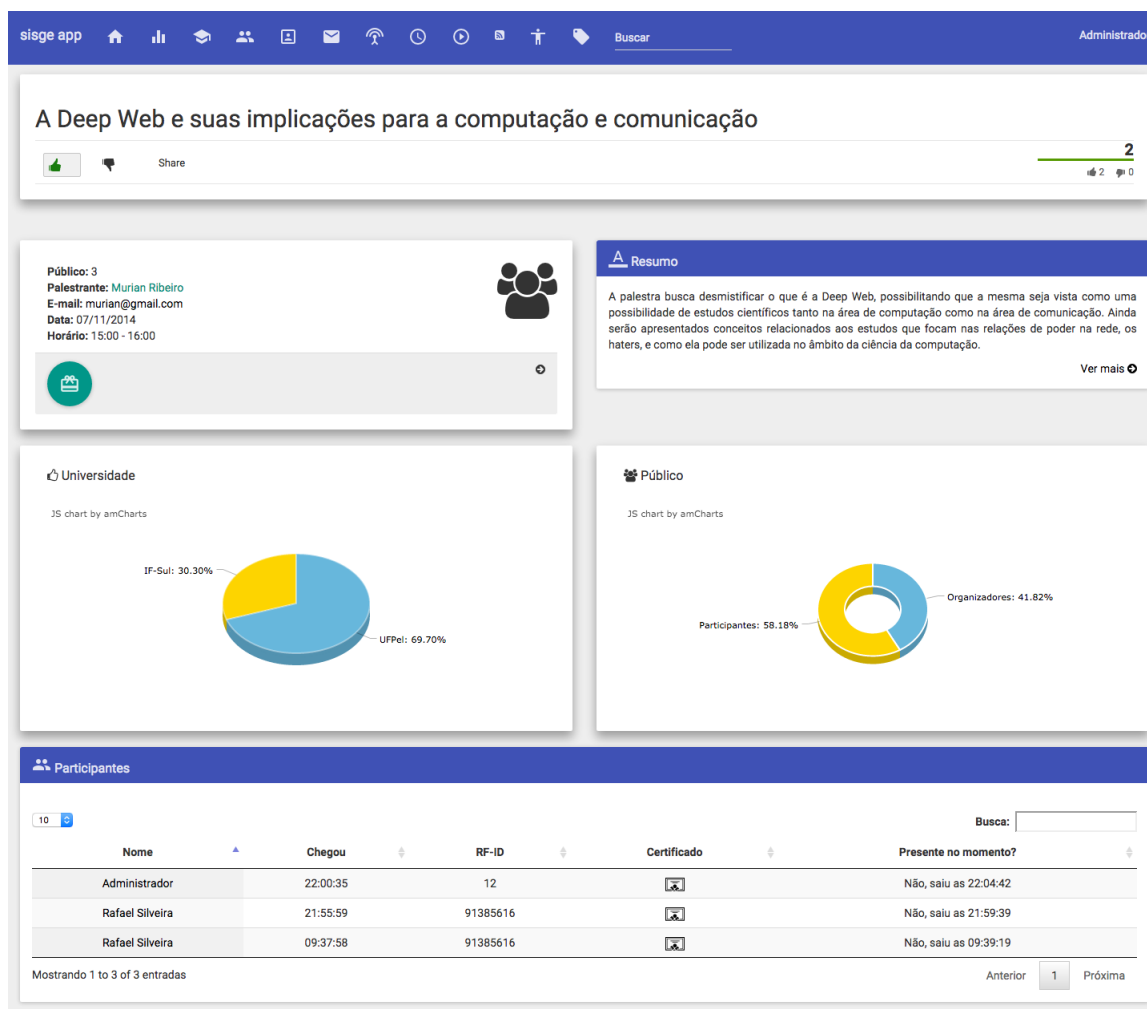 sisge app Buscar Administrado
A Deep Web e suas implicações para a computação e comunicação
Share
2
2 0
Público: 3
Palestrante: Murian Ribeiro
E-mail: murian@gmail.com
Data: 07/11/2014
Horário: 15:00 - 16:00
A Resumo
A palestra busca desmistificar o que é a Deep Web, possibilitando que a mesma seja vista como uma
possibilidade de estudos científicos tanto na área de computação como na área de comunicação. Ainda
serão apresentados conceitos relacionados aos estudos que focam nas relações de poder na rede, os
haters, e como ela pode ser utilizada no âmbito da ciência da computação.
Ver mais
Universidade
JS chart by amCharts
IF-Sul: 30.30%
UFPel: 69.70%
Público
JS chart by amCharts
Organizadores: 41.82%
Participantes: 58.18%
Participantes
10 Busca:
Nome Chegou RF-ID Certificado Presente no momento?
Administrador 22:00:35 12 Não, saiu as 22:04:42
Rafael Silveira 21:55:59 91385616 Não, saiu as 21:59:39
Rafael Silveira 09:37:58 91385616 Não, saiu as 09:39:19
Mostrando 1 to 3 of 3 entradas Anterior 1 Próxima